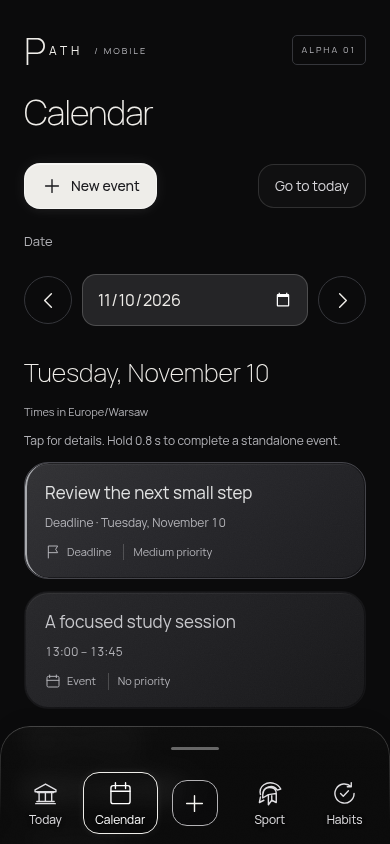 PATH / MOBILE
ALPHA 01
Calendar
New event
Go to today
Date
11/10/2026
Tuesday, November 10
Times in Europe/Warsaw
Tap for details. Hold 0.8 s to complete a standalone event.
Review the next small step
Deadline · Tuesday, November 10
Deadline
Medium priority
A focused study session
13:00 – 13:45
Event
No priority
Today
Calendar
Sport
Habits